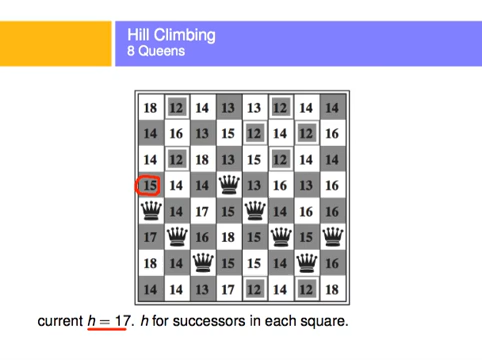 Hill Climbing
8 Queens
18 12 14 13 13 12 14 14
14 16 13 15 12 14 12 16
14 12 18 13 15 12 14 14
15 14 14 13 16 13 16
14 17 15 14 16 16
17 16 18 15 15
18 14 15 15 14 16
14 14 13 17 12 14 12 18
current h = 17. h for successors in each square.